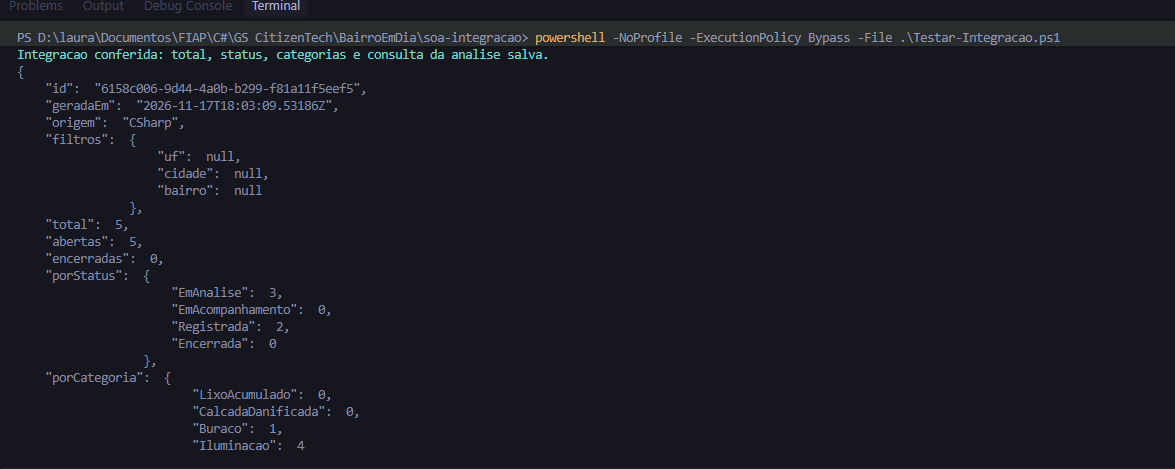 Problems Output Debug Console Terminal
PS D:\laura\Documentos\FIAP\C#\GS CitizenTech\BairroEmDia\soa-integracao> powershell -NoProfile -ExecutionPolicy Bypass -File .\Testar-Integracao.ps1
Integracao conferida: total, status, categorias e consulta da analise salva.
{
    "id":  "6158c006-9d44-4a0b-b299-f81a11f5eef5",
    "geradaEm":  "2026-11-17T18:03:09.53186Z",
    "origem":  "CSharp",
    "filtros":  {
                    "uf":  null,
                    "cidade":  null,
                    "bairro":  null
                },
    "total":  5,
    "abertas":  5,
    "encerradas":  0,
    "porStatus":  {
                      "EmAnalise":  3,
                      "EmAcompanhamento":  0,
                      "Registrada":  2,
                      "Encerrada":  0
                  },
    "porCategoria":  {
                         "LixoAcumulado":  0,
                         "CalcadaDanificada":  0,
                         "Buraco":  1,
                         "Iluminacao":  4